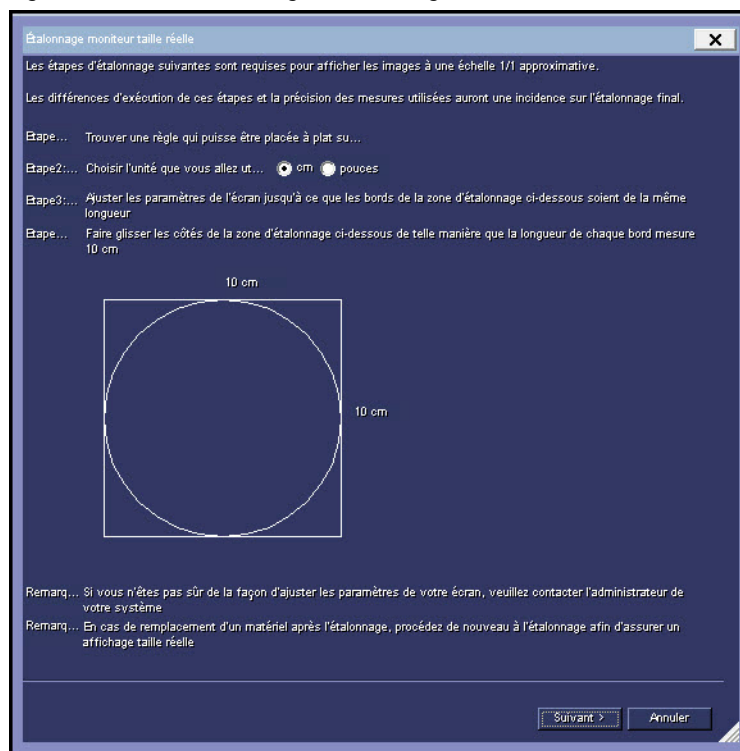 Étalonnage moniteur taille réelle
Les étapes d'étalonnage suivantes sont requises pour afficher les images à une échelle 1/1 approximative.
Les différences d'exécution de ces étapes et la précision des mesures utilisées auront une incidence sur l'étalonnage final.
Etape... Trouver une règle qui puisse être placée à plat su...
Etape2:... Choisir l'unité que vous allez ut... cm pouces
Etape3:... Ajuster les paramètres de l'écran jusqu'à ce que les bords de la zone d'étalonnage ci-dessous soient de la même
longueur
Etape... Faire glisser les côtés de la zone d'étalonnage ci-dessous de telle manière que la longueur de chaque bord mesure
10 cm
10 cm
10 cm
Remarq... Si vous n'êtes pas sûr de la façon d'ajuster les paramètres de votre écran, veuillez contacter l'administrateur de
votre système
Remarq... En cas de remplacement d'un matériel après l'étalonnage, procédez de nouveau à l'étalonnage afin d'assurer un
affichage taille réelle
Suivant > Annuler